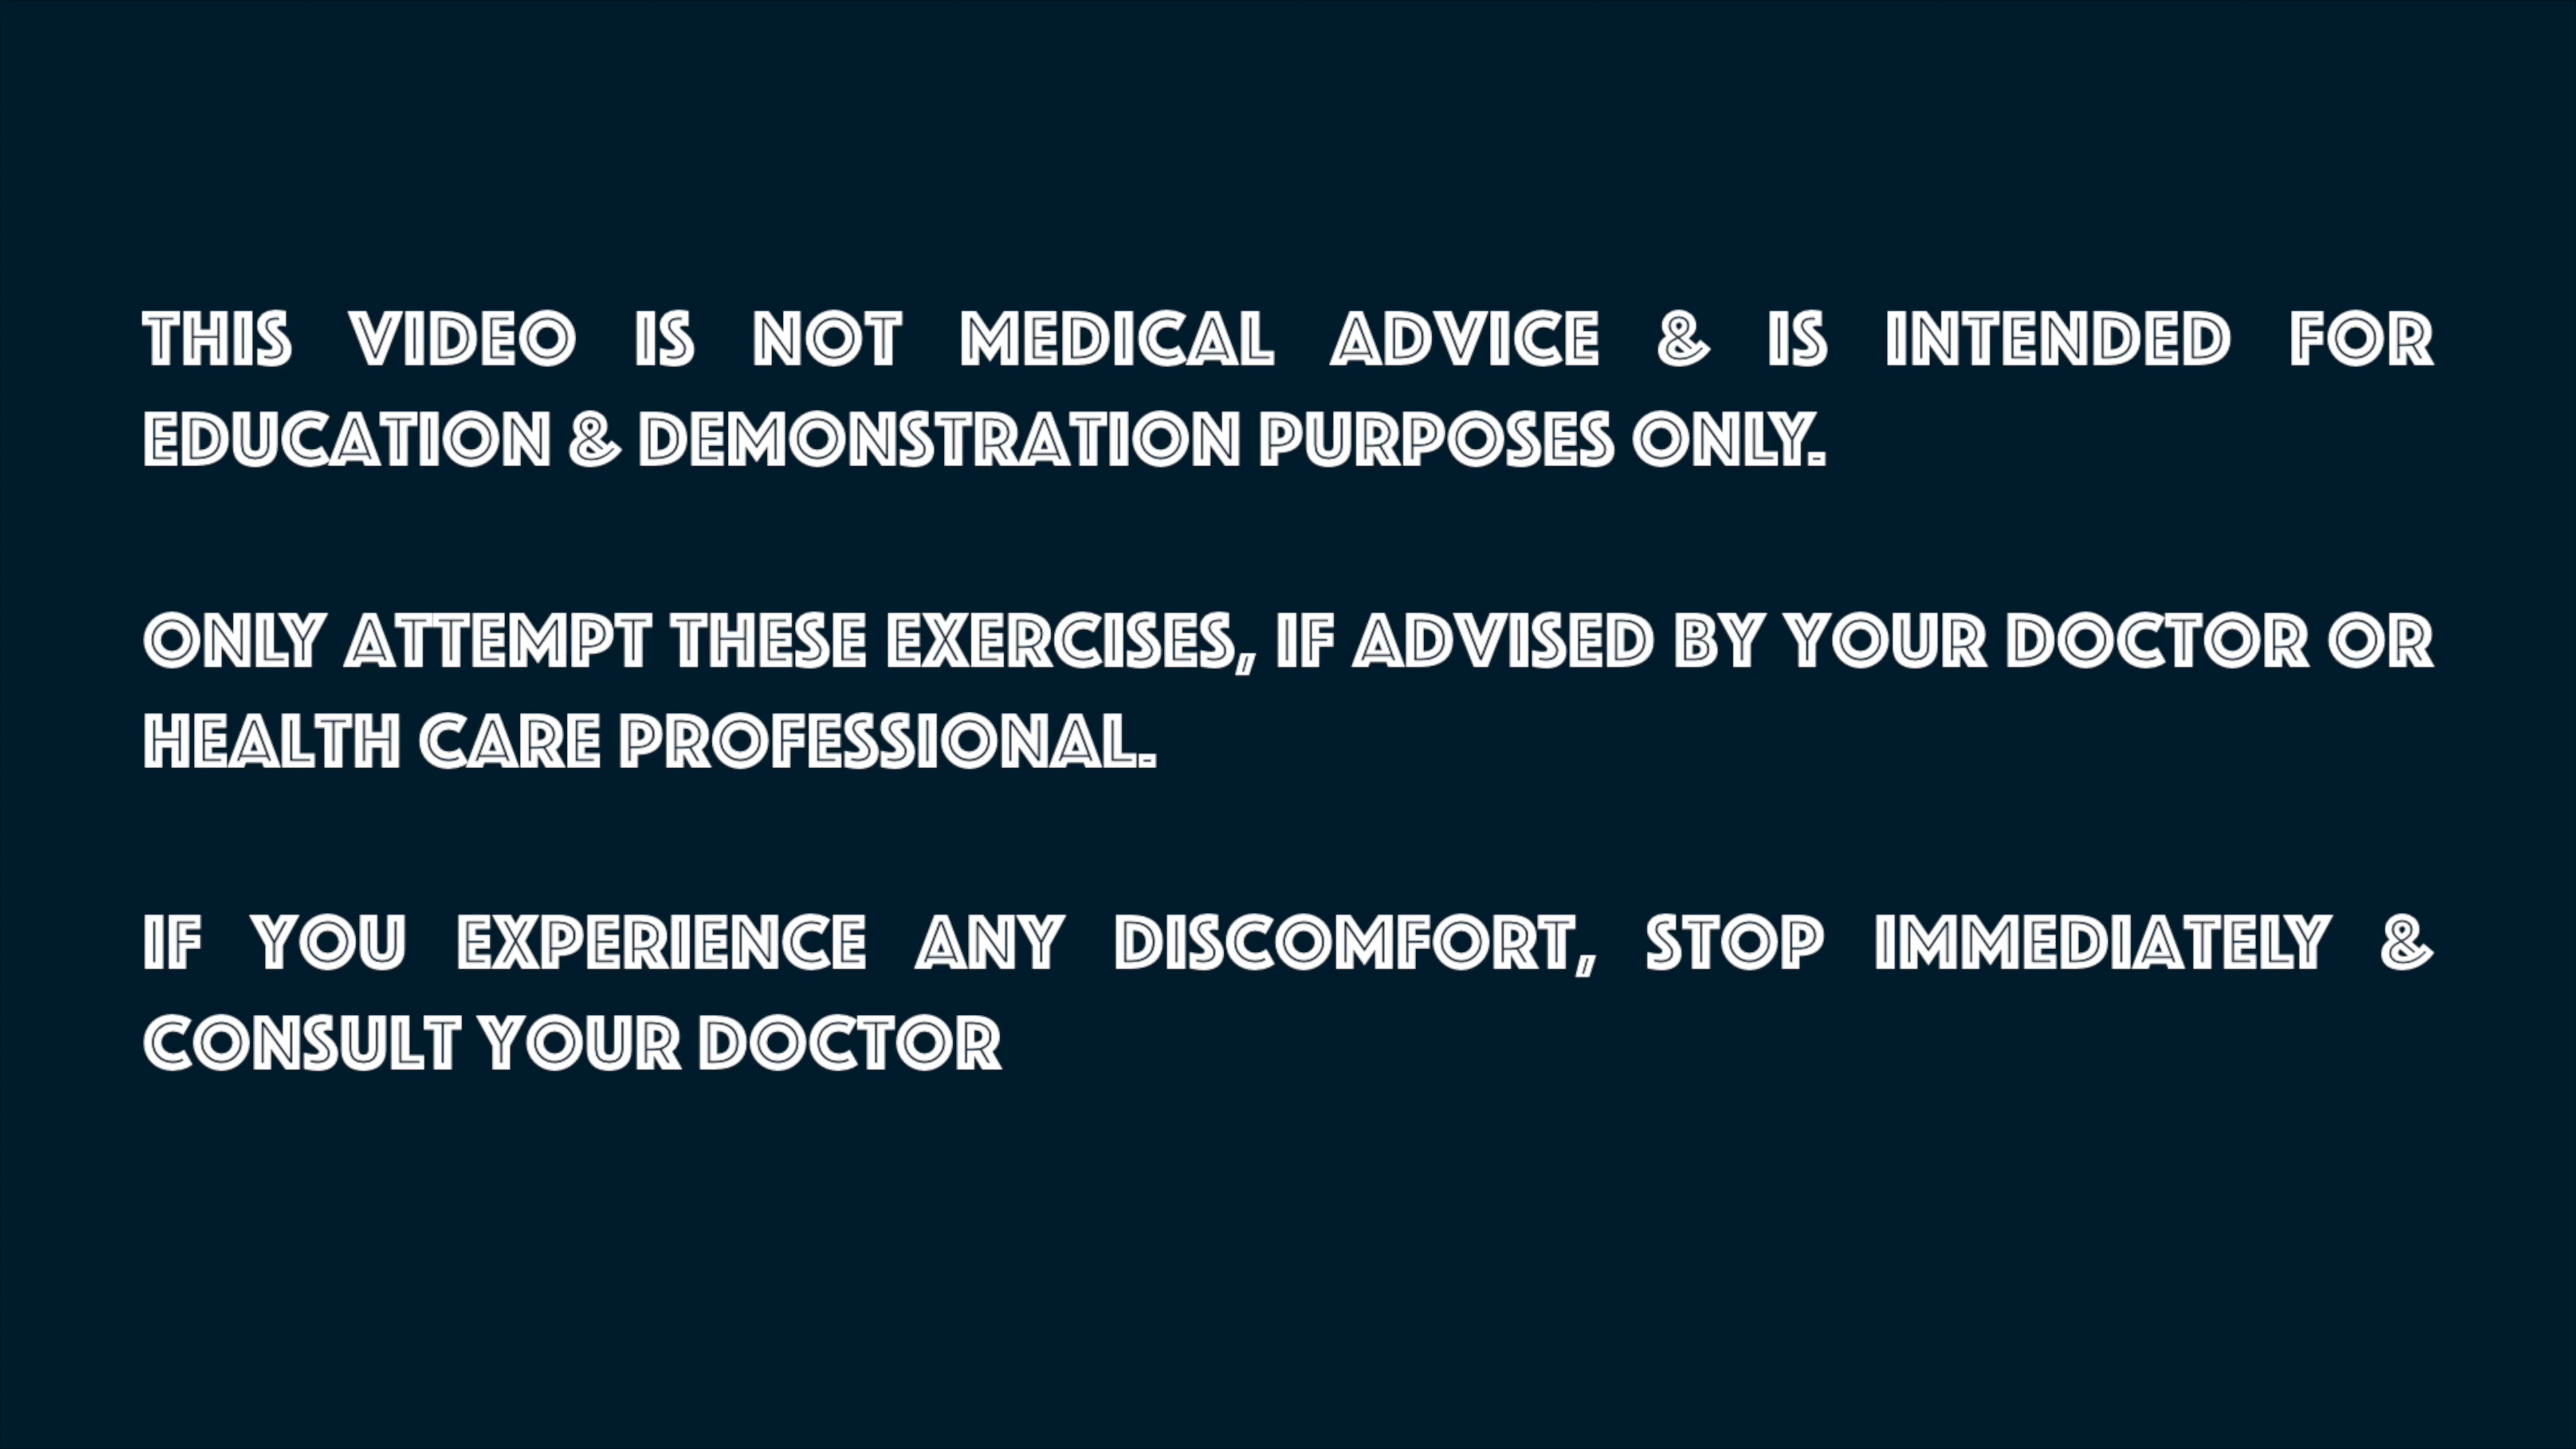 THIS VIDEO IS NOT MEDICAL ADVICE & IS INTENDED FOR
EDUCATION & DEMONSTRATION PURPOSES ONLY.
ONLY ATTEMPT THESE EXERCISES, IF ADVISED BY YOUR DOCTOR OR
HEALTH CARE PROFESSIONAL.
IF YOU EXPERIENCE ANY DISCOMFORT, STOP IMMEDIATELY &
CONSULT YOUR DOCTOR